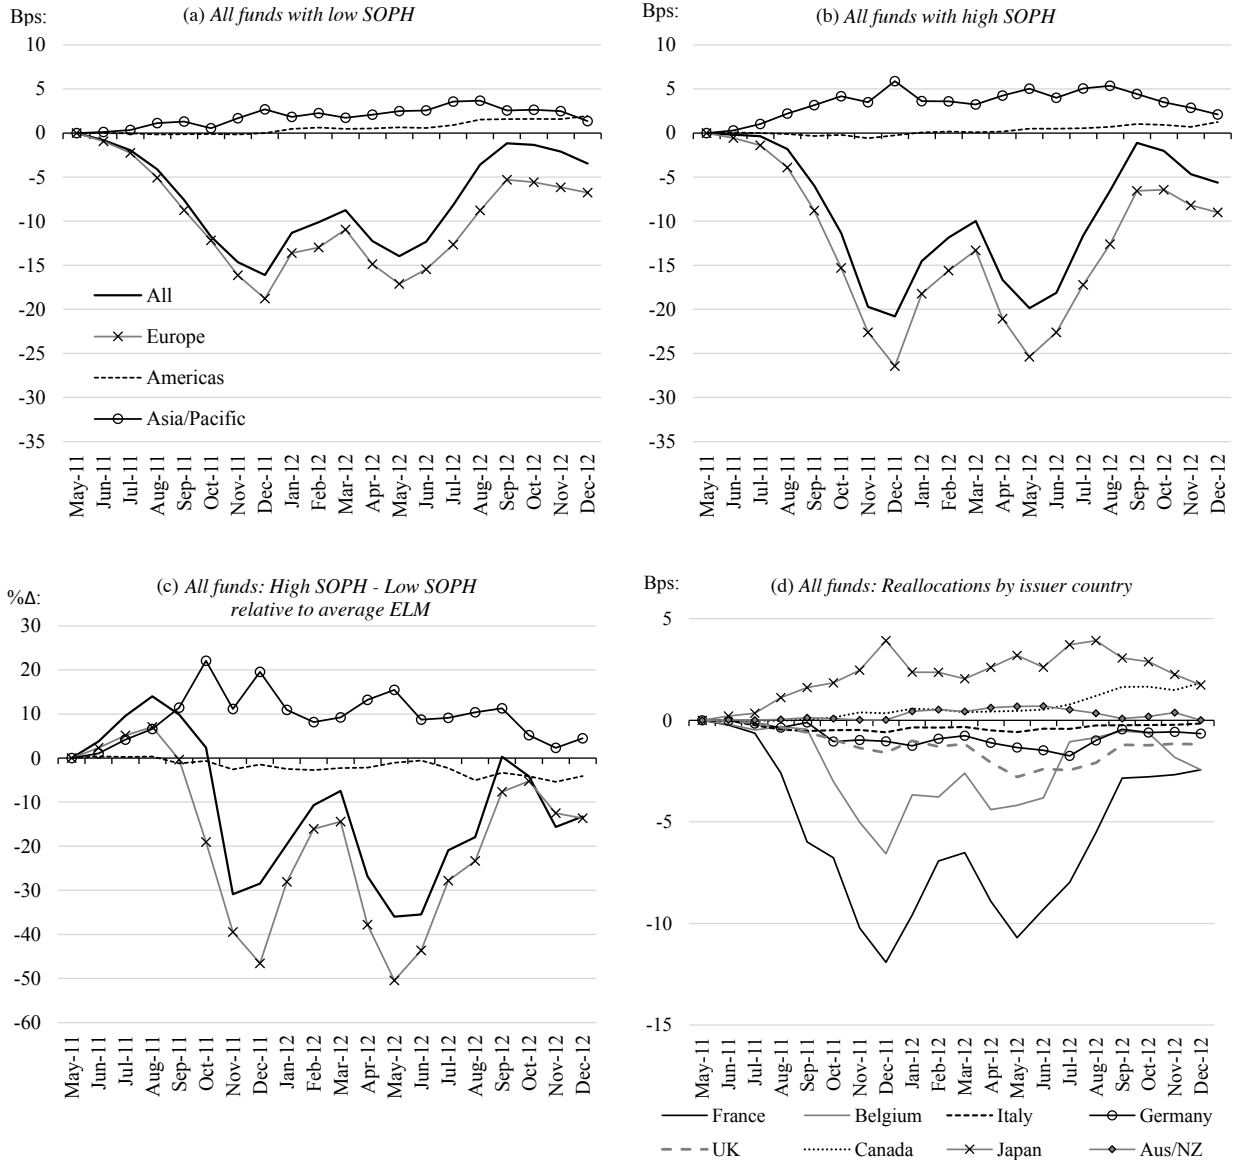 Bps:
(a) All funds with low SOPH
10
5
0
-5
-10
-15
-20
-25
-30
-35
All
Europe
Americas
Asia/Pacific
May-11
Jun-11
Jul-11
Aug-11
Sep-11
Oct-11
Nov-11
Dec-11
Jan-12
Feb-12
Mar-12
Apr-12
May-12
Jun-12
Jul-12
Aug-12
Sep-12
Oct-12
Nov-12
Dec-12
Bps:
(b) All funds with high SOPH
10
5
0
-5
-10
-15
-20
-25
-30
-35
May-11
Jun-11
Jul-11
Aug-11
Sep-11
Oct-11
Nov-11
Dec-11
Jan-12
Feb-12
Mar-12
Apr-12
May-12
Jun-12
Jul-12
Aug-12
Sep-12
Oct-12
Nov-12
Dec-12
%Δ:
(c) All funds: High SOPH - Low SOPH
relative to average ELM
30
20
10
0
-10
-20
-30
-40
-50
-60
May-11
Jun-11
Jul-11
Aug-11
Sep-11
Oct-11
Nov-11
Dec-11
Jan-12
Feb-12
Mar-12
Apr-12
May-12
Jun-12
Jul-12
Aug-12
Sep-12
Oct-12
Nov-12
Dec-12
Bps:
(d) All funds: Reallocations by issuer country
5
0
-5
-10
-15
May-11
Jun-11
Jul-11
Aug-11
Sep-11
Oct-11
Nov-11
Dec-11
Jan-12
Feb-12
Mar-12
Apr-12
May-12
Jun-12
Jul-12
Aug-12
Sep-12
Oct-12
Nov-12
Dec-12
France
Belgium
Italy
Germany
UK
Canada
Japan
Aus/NZ